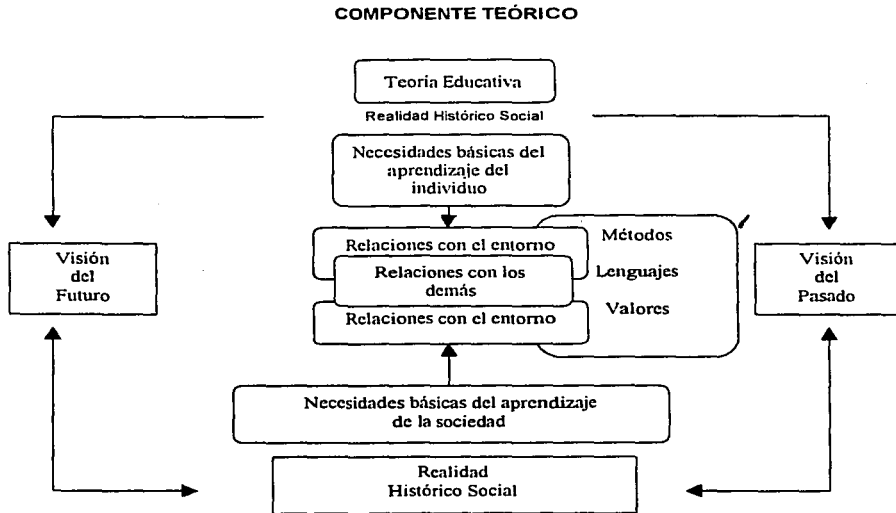 COMPONENTE TEÓRICO
Teoría Educativa
Realidad Histórico Social
Necesidades básicas del
aprendizaje del
individuo
Relaciones con el entorno
Relaciones con los
demás
Relaciones con el entorno
Métodos
Lenguajes
Valores
Visión
del
Futuro
Visión
del
Pasado
Necesidades básicas del aprendizaje
de la sociedad
Realidad
Histórico Social